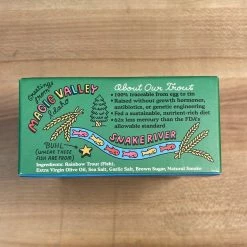 Greetings
from
MAGIC VALLEY
Idaho
About Our Trout
• 100% traceable from egg to tin
• Raised without growth hormones,
antibiotics, or genetic engineering
• Fed a sustainable, nutrient-rich diet
• 62x less mercury than the FDA's
allowable standard.
SNAKE RIVER
BUHL
(WHERE THESE
FISH ARE FROM)
Ingredients: Rainbow Trout (Fish),
Extra Virgin Olive Oil, Sea Salt, Garlic Salt, Brown Sugar, Natural Smoke